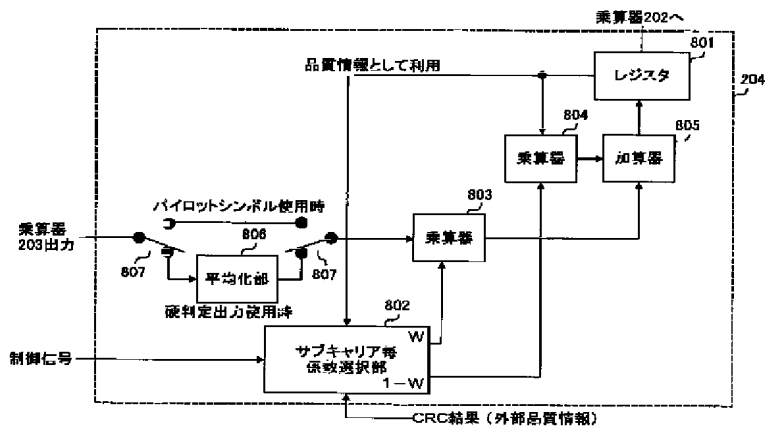 乗算器202へ
801
レジスタ
204
品質情報として利用
804
乗算器
805
加算器
パイロットシンボル使用時
803
乗算器
乗算器
203出力
807
806
平均化部
807
硬判定出力使用時
802
サブキャリア毎
係数選択部
W
1－W
制御信号
CRC結果（外部品質情報）